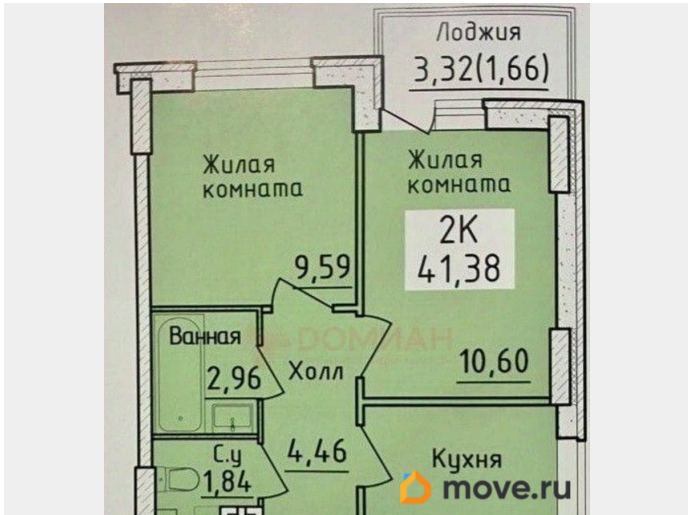 Лоджия
3,32(1,66)
Жилая
комната
9,59
Жилая
комната
2К
41,38
10,60
ДОМИАН
Ванная
2,96
Холл
4,46
С.у
1,84
Кухня
move.ru